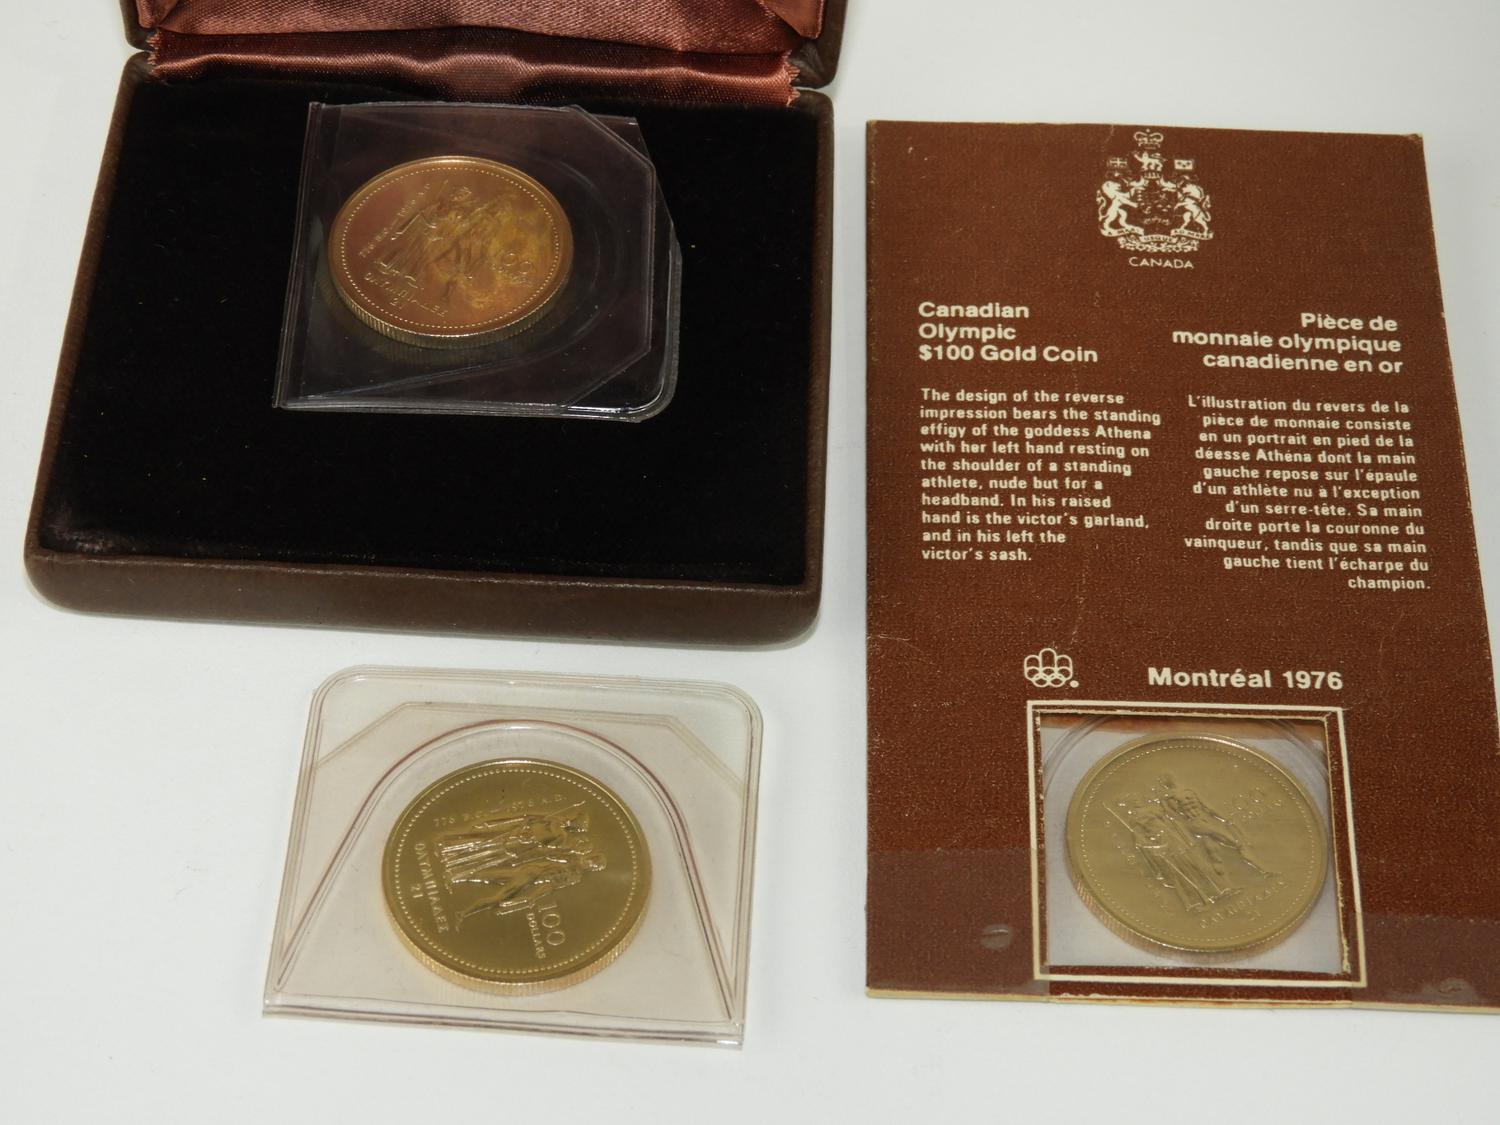 CANADA
Canadian
Olympic
$100 Gold Coin
The design of the reverse
impression bears the standing
effigy of the goddess Athena
with her left hand resting on
the shoulder of a standing
athlete, nude but for a
headband. In his raised
hand is the victor's garland,
and in his left the
victor's sash.
Pièce de
monnaie olympique
canadienne en or
L'illustration du revers de la
pièce de monnaie consiste
en un portrait en pied de la
déesse Athéna dont la main
gauche repose sur l'épaule
d'un athlète nu à l'exception
d'un serre-tête. Sa main
droite porte la couronne du
vainqueur, tandis que sa main
gauche tient l'écharpe du
champion.
Montréal 1976
776 B.C. – 1976 A.D.
ΟΛΥΜΠΙΑΔΕΣ
21
100
DOLLARS